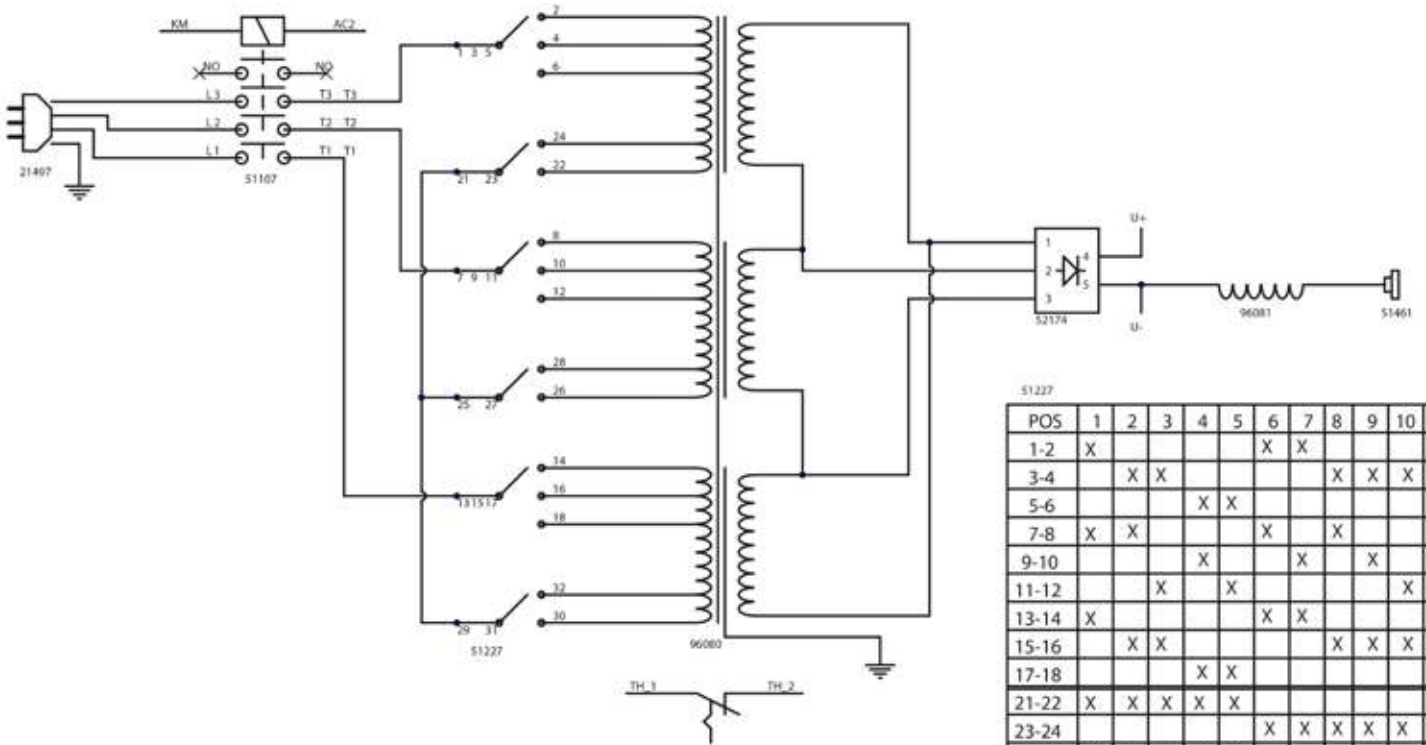 KM AC2
NO NO
L3 T3 T3
L2 T2 T2
L1 T1 T1
21497
51107
2
1 3 5 4
6
24
21 23 22
8
7 9 11 10
12
28
25 27 26
14
13 15 17 16
18
32
29 31 30
51227
96080
TH_1 TH_2
1
2
3
4
5
52174
U+
U-
96081
51461
51227
POS 1 2 3 4 5 6 7 8 9 10
1-2 X X X
3-4 X X X X X
5-6 X X
7-8 X X X X
9-10 X X X
11-12 X X X
13-14 X X X
15-16 X X X X X
17-18 X X
21-22 X X X X X
23-24 X X X X X